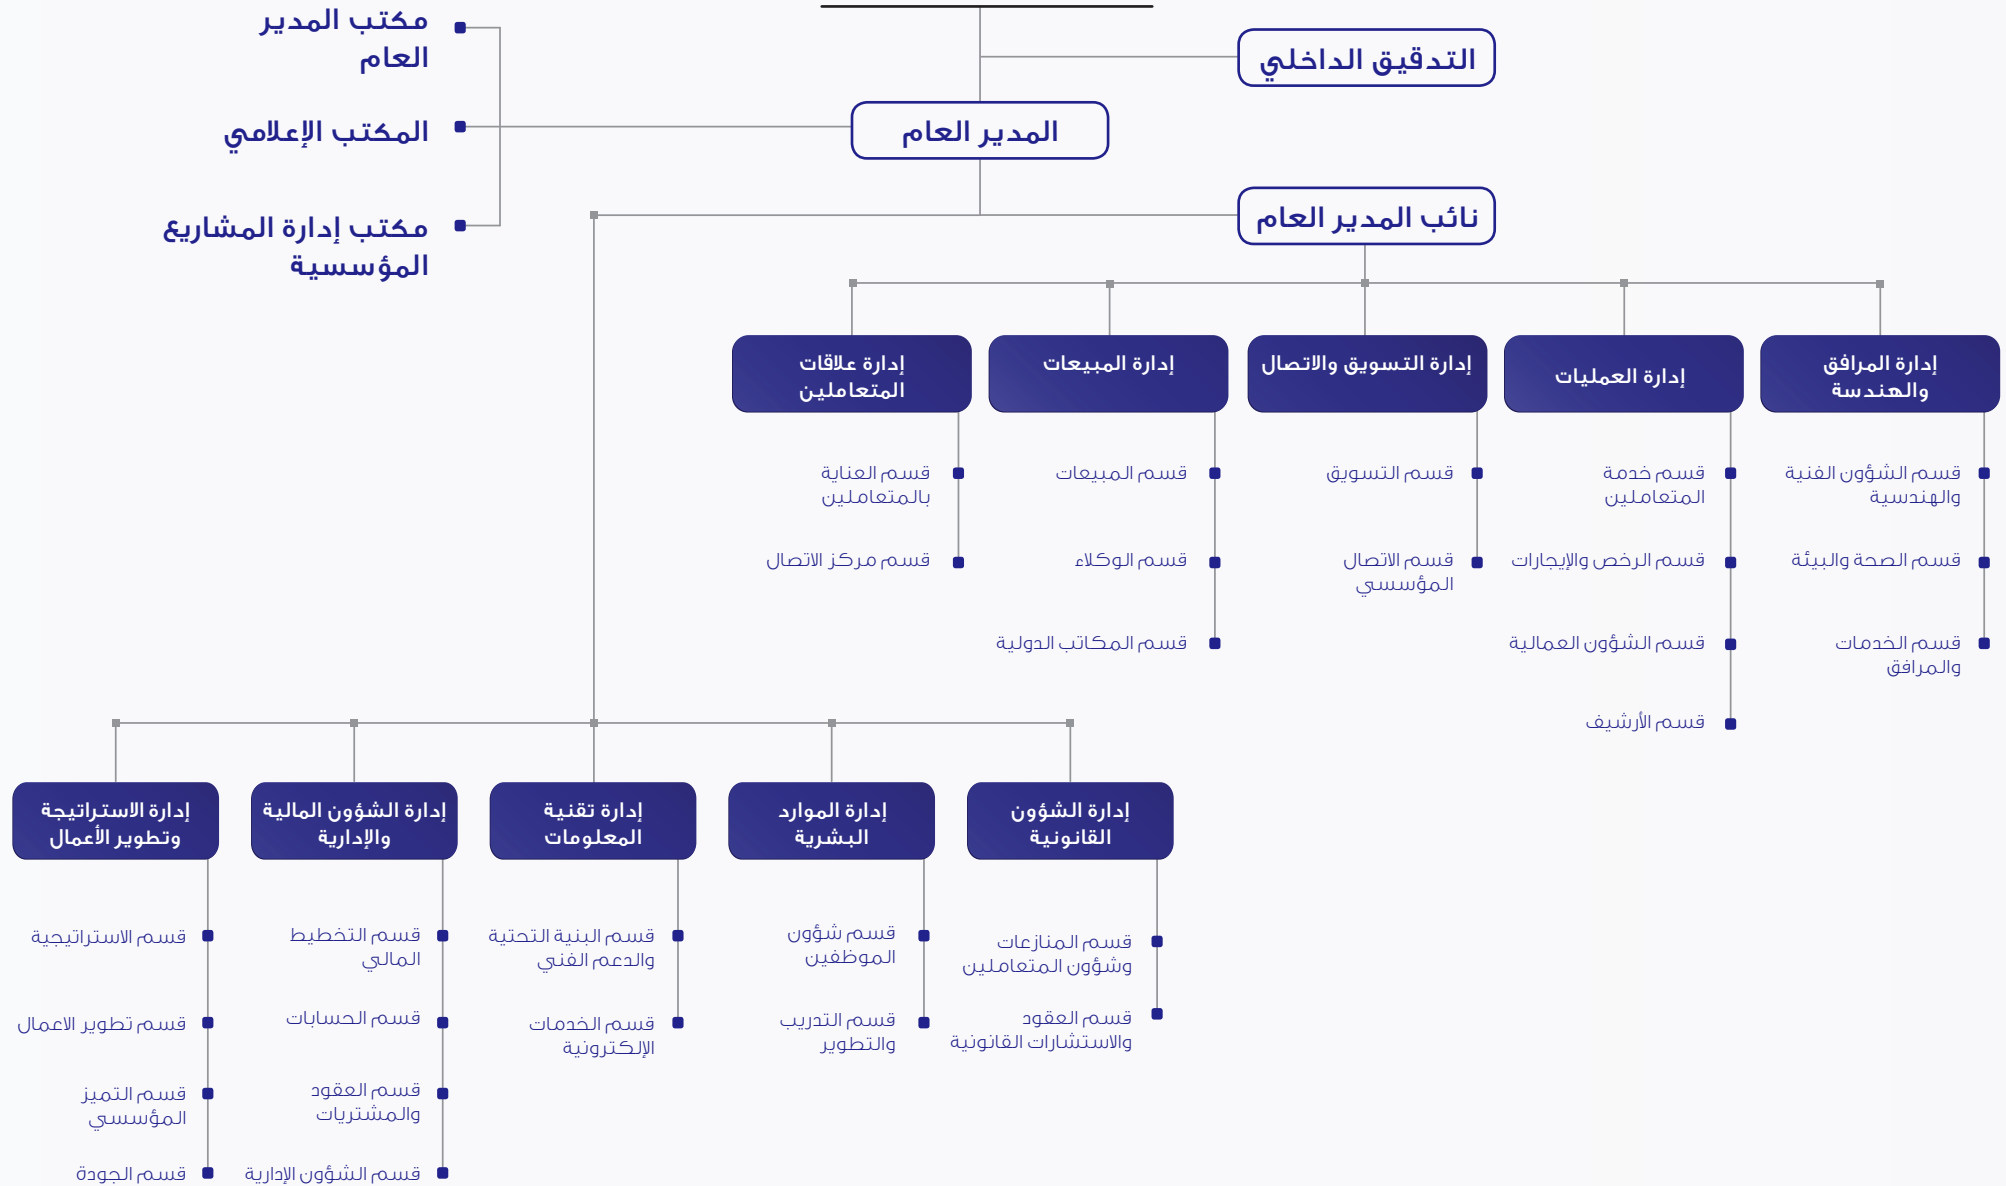 التدقيق الداخلي
المدير العام
مكتب المدير
العام
المكتب الإعلامي
مكتب إدارة المشاريع
المؤسسية
نائب المدير العام
إدارة المرافق
والهندسة
قسم الشؤون الفنية
والهندسية
قسم الصحة والبيئة
قسم الخدمات
والمرافق
إدارة العمليات
قسم خدمة
المتعاملين
قسم الرخص والإيجارات
قسم الشؤون العمالية
قسم الأرشيف
إدارة التسويق والاتصال
قسم التسويق
قسم الاتصال
المؤسسي
إدارة المبيعات
قسم المبيعات
قسم الوكلاء
قسم المكاتب الدولية
إدارة علاقات
المتعاملين
قسم العناية
بالمتعاملين
قسم مركز الاتصال
إدارة الشؤون
القانونية
قسم المنازعات
وشؤون المتعاملين
قسم العقود
والاستشارات القانونية
إدارة الموارد
البشرية
قسم شؤون
الموظفين
قسم التدريب
والتطوير
إدارة تقنية
المعلومات
قسم البنية التحتية
والدعم الفني
قسم الخدمات
الإلكترونية
إدارة الشؤون المالية
والإدارية
قسم التخطيط
المالي
قسم الحسابات
قسم العقود
والمشتريات
قسم الشؤون الإدارية
إدارة الاستراتيجة
وتطوير الأعمال
قسم الاستراتيجية
قسم تطوير الاعمال
قسم التميز
المؤسسي
قسم الجودة